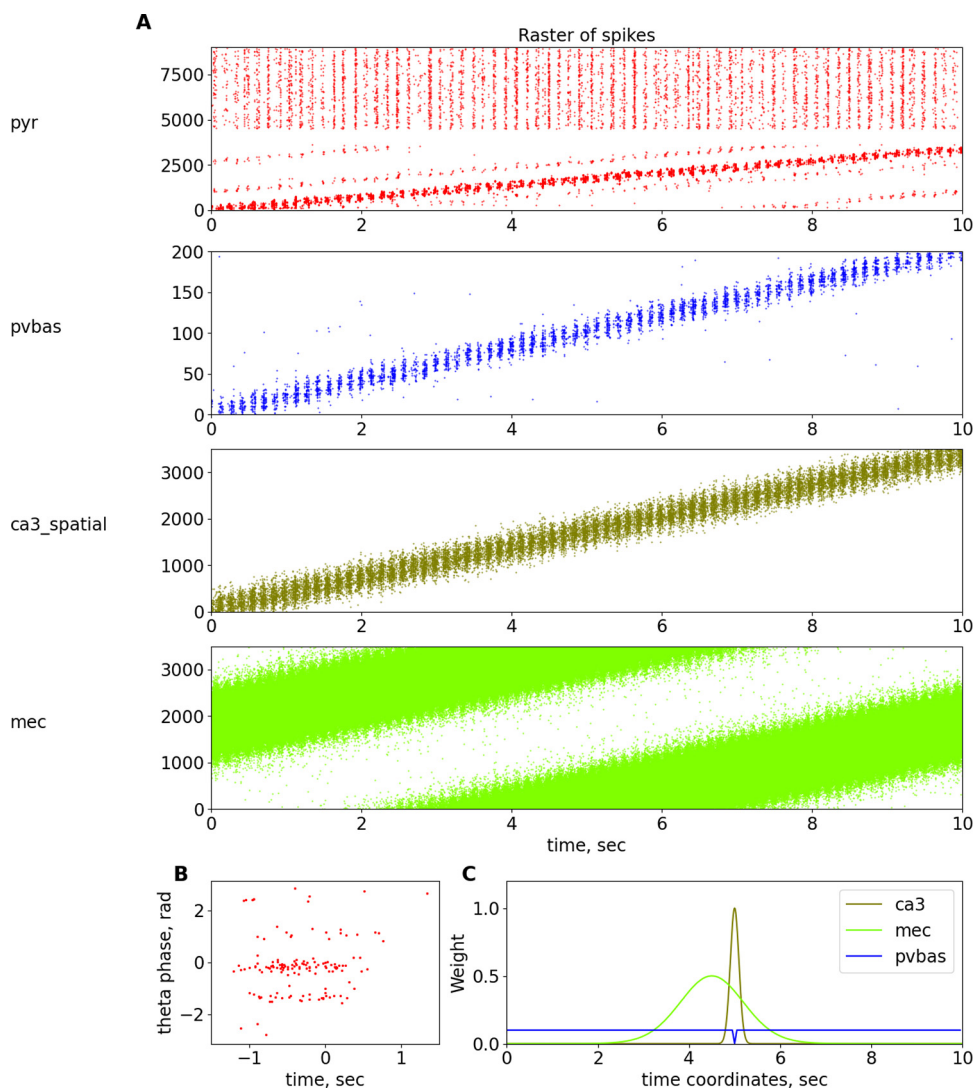 A
Raster of spikes
pyr
7500
5000
2500
0
0 2 4 6 8 10
pvbas
200
150
100
50
0
0 2 4 6 8 10
ca3_spatial
3000
2000
1000
0
0 2 4 6 8 10
mec
3000
2000
1000
0
0 2 4 6 8 10
time, sec
B
theta phase, rad
2
0
−2
−1 0 1
time, sec
C
Weight
1.0
0.5
0.0
ca3
mec
pvbas
0 2 4 6 8 10
time coordinates, sec